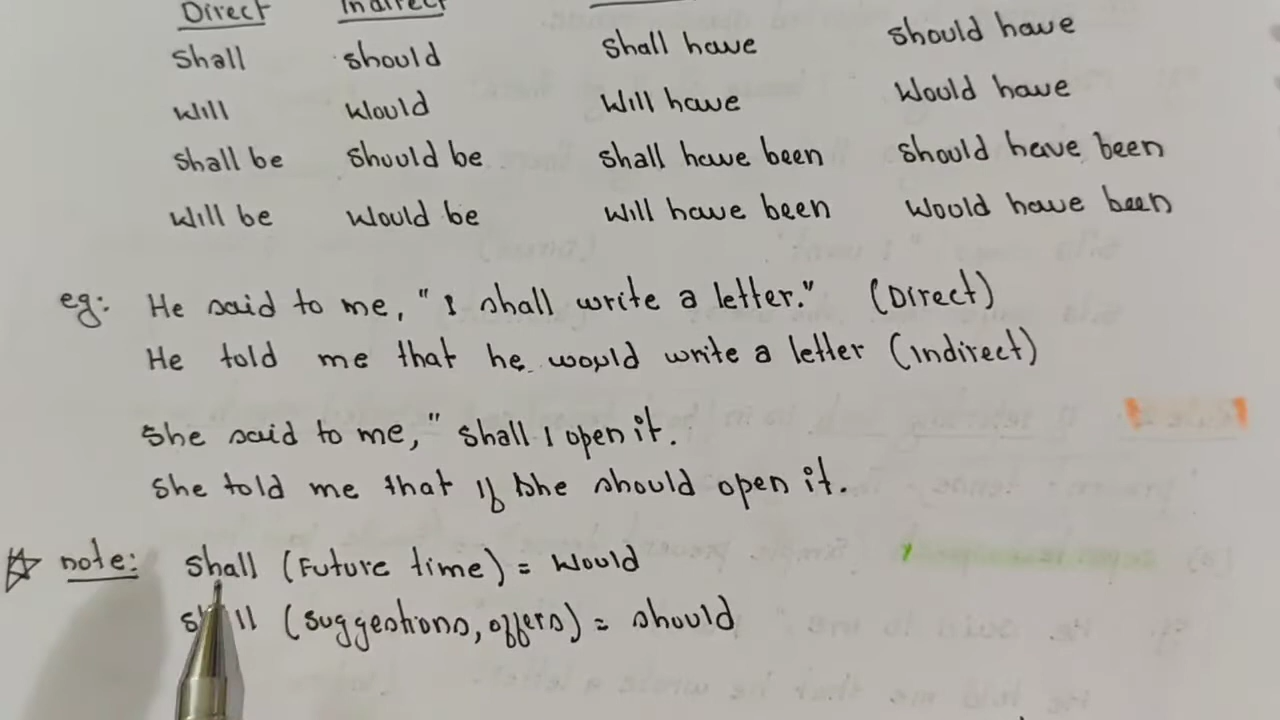 Direct Indirect
Shall should shall have should have
will would will have would have
shall be should be shall have been should have been
will be would be will have been would have been
eg: He said to me, "I shall write a letter." (Direct)
He told me that he would write a letter (Indirect)
She said to me," shall I open it.
She told me that if she should open it.
note: shall (Future time) = would
(suggestions, offers) = should